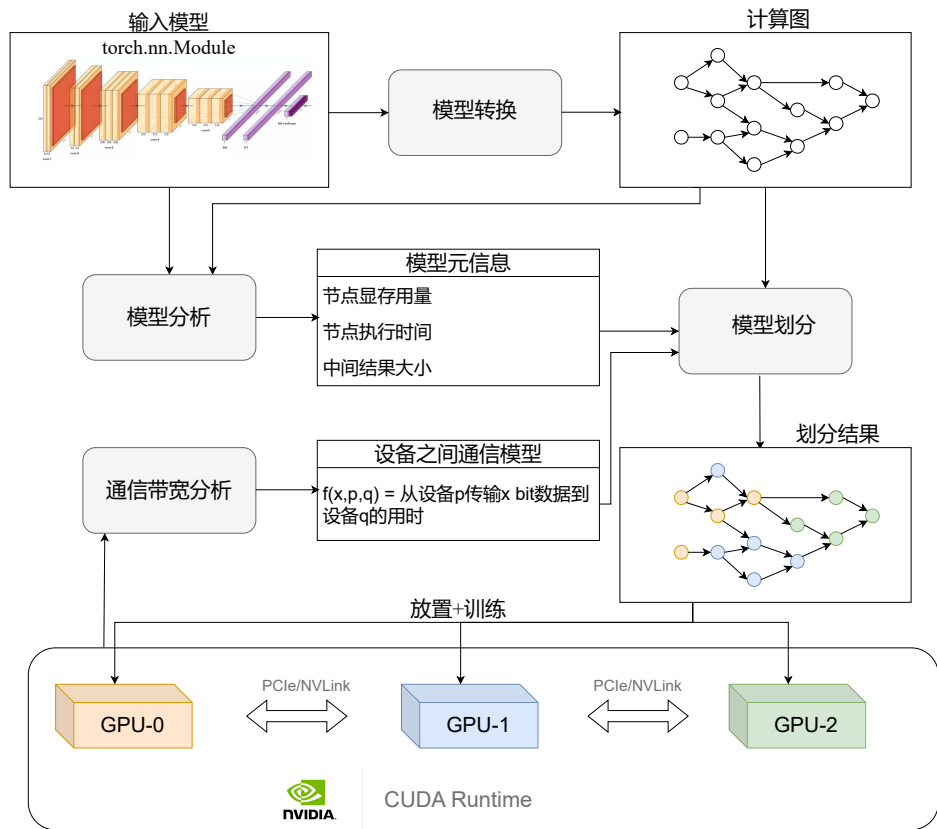 输入模型
torch.nn.Module
模型转换
计算图
模型分析
模型元信息
节点显存用量
节点执行时间
中间结果大小
模型划分
通信带宽分析
设备之间通信模型
f(x,p,q) = 从设备p传输x bit数据到
设备q的用时
划分结果
放置+训练
GPU-0
PCIe/NVLink
GPU-1
PCIe/NVLink
GPU-2
NVIDIA.
CUDA Runtime